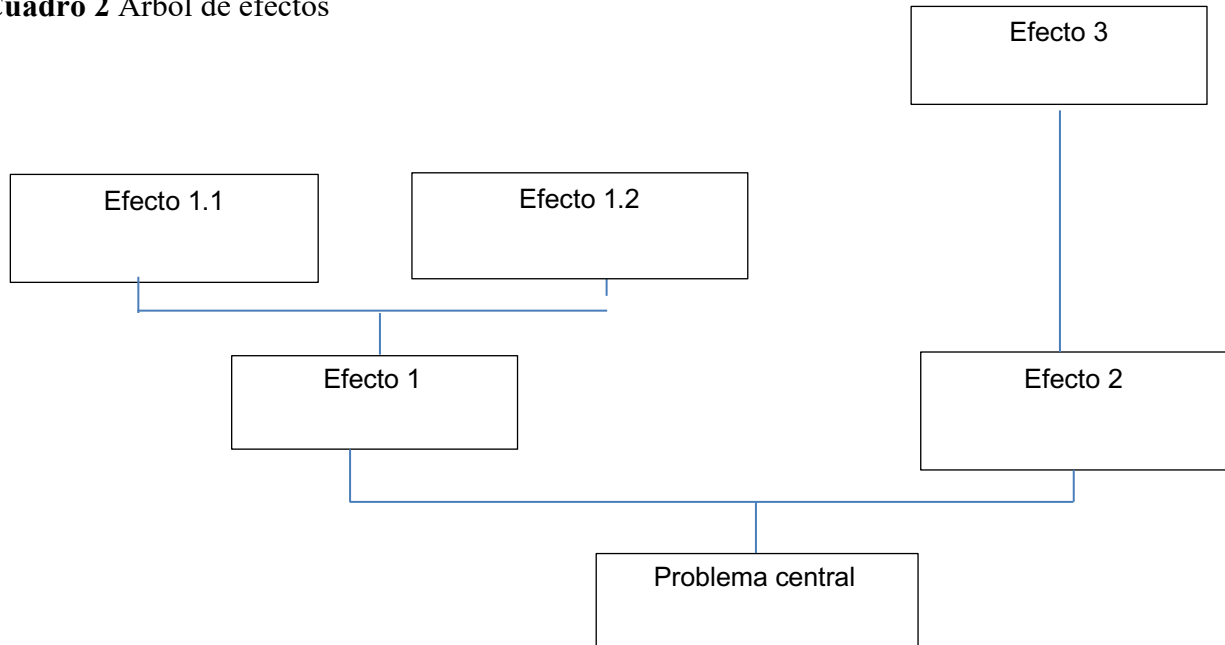 Cuadro 2 Árbol de efectos
Efecto 3
Efecto 1.1
Efecto 1.2
Efecto 1
Efecto 2
Problema central